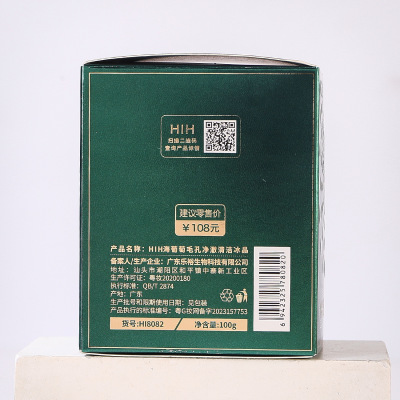 HIH
扫描二维码
查询产品详情
建议零售价
￥108元
产品名称: HIH海葡萄毛孔净澈清洁冰晶
备案人/生产企业: 广东乐裕生物科技有限公司
地址: 汕头市潮阳区和平镇中寨新工业区
生产许可证: 粤妆20200180
执行标准: QB/T 2874
产地: 广东
生产批号和限期使用日期: 见包装
产品执行的标准编号: 粤G妆网备字2023157753
货号:HI8082
100g
6942325178082